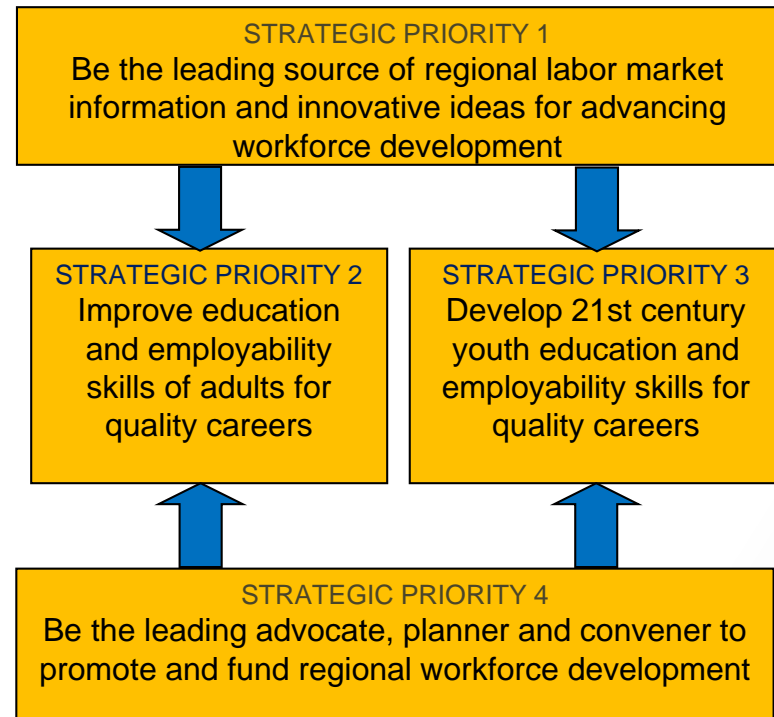 STRATEGIC PRIORITY 1
Be the leading source of regional labor market
information and innovative ideas for advancing
workforce development
STRATEGIC PRIORITY 2
Improve education
and employability
skills of adults for
quality careers
STRATEGIC PRIORITY 3
Develop 21st century
youth education and
employability skills for
quality careers
STRATEGIC PRIORITY 4
Be the leading advocate, planner and convener to
promote and fund regional workforce development